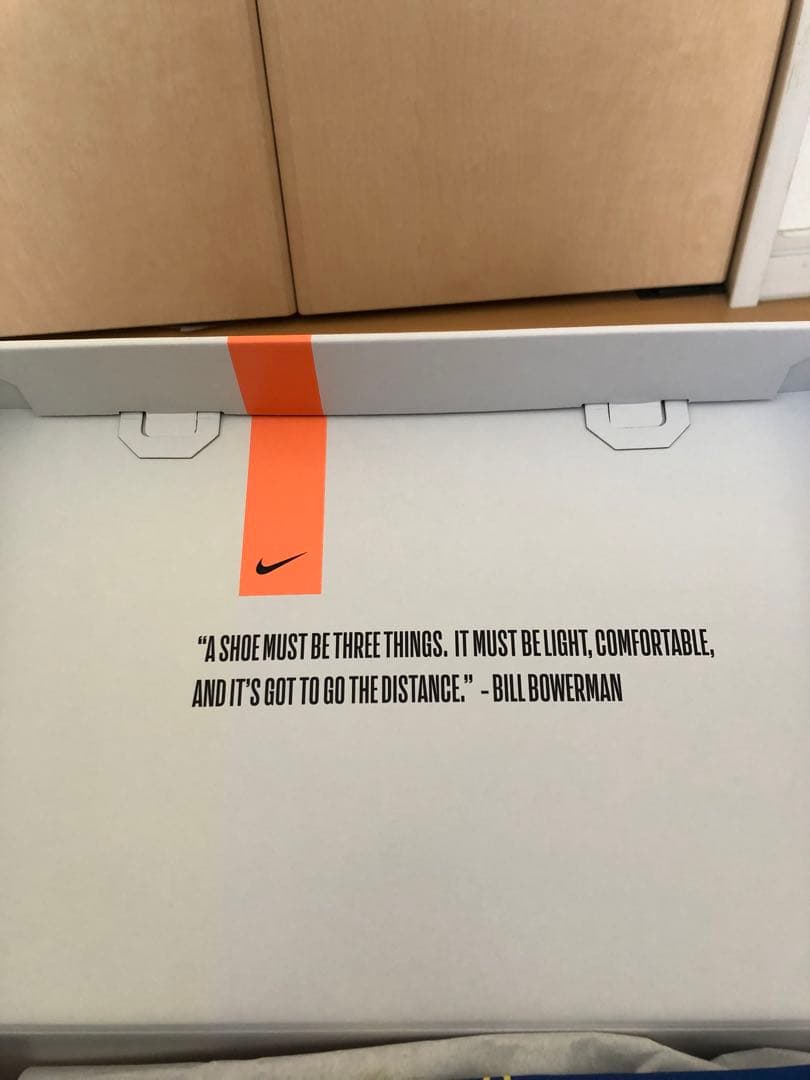 “A SHOE MUST BE THREE THINGS. IT MUST BE LIGHT, COMFORTABLE,
AND IT’S GOT TO GO THE DISTANCE.” - BILL BOWERMAN